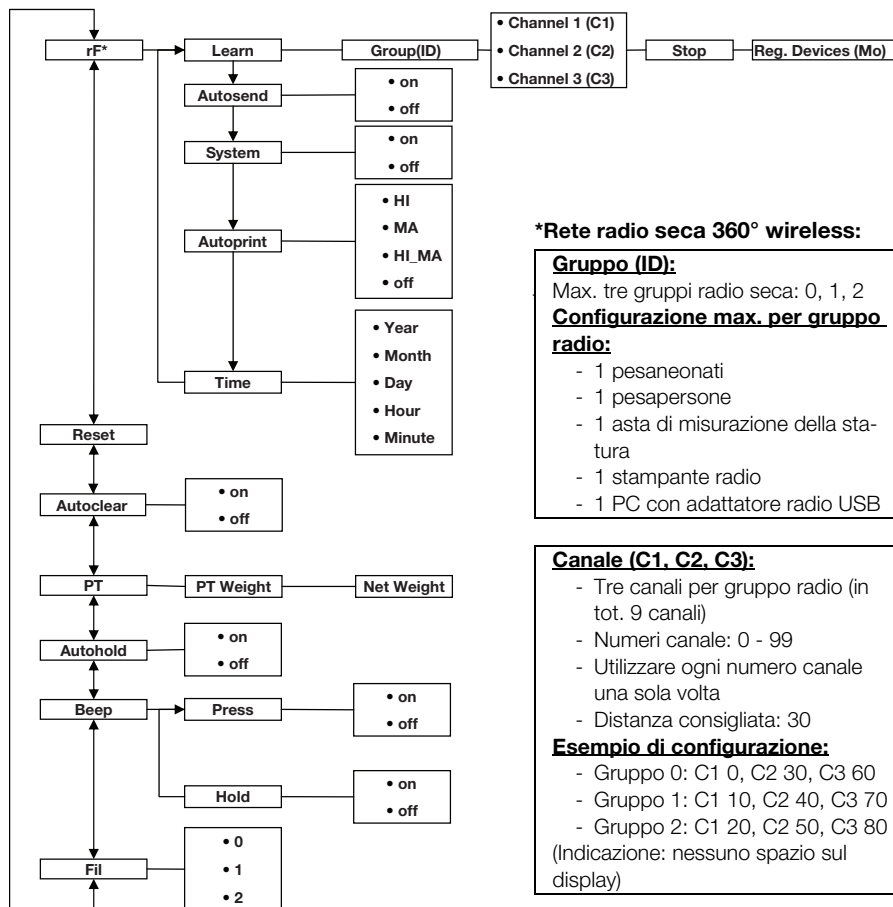 rF*
Learn
Group(ID)
• Channel 1 (C1)
• Channel 2 (C2)
• Channel 3 (C3)
Stop
Reg. Devices (Mo)
Autosend
• on
• off
System
• on
• off
Autoprint
• HI
• MA
• HI_MA
• off
Time
• Year
• Month
• Day
• Hour
• Minute
Reset
Autoclear
• on
• off
PT
PT Weight
Net Weight
Autohold
• on
• off
Beep
Press
• on
• off
Hold
• on
• off
Fil
• 0
• 1
• 2
*Rete radio seca 360° wireless:
Gruppo (ID):
Max. tre gruppi radio seca: 0, 1, 2
Configurazione max. per gruppo
radio:
- 1 pesaneonati
- 1 pesapersone
- 1 asta di misurazione della sta-
tura
- 1 stampante radio
- 1 PC con adattatore radio USB
Canale (C1, C2, C3):
- Tre canali per gruppo radio (in
tot. 9 canali)
- Numeri canale: 0 - 99
- Utilizzare ogni numero canale
una sola volta
- Distanza consigliata: 30
Esempio di configurazione:
- Gruppo 0: C1 0, C2 30, C3 60
- Gruppo 1: C1 10, C2 40, C3 70
- Gruppo 2: C1 20, C2 50, C3 80
(Indicazione: nessuno spazio sul
display)